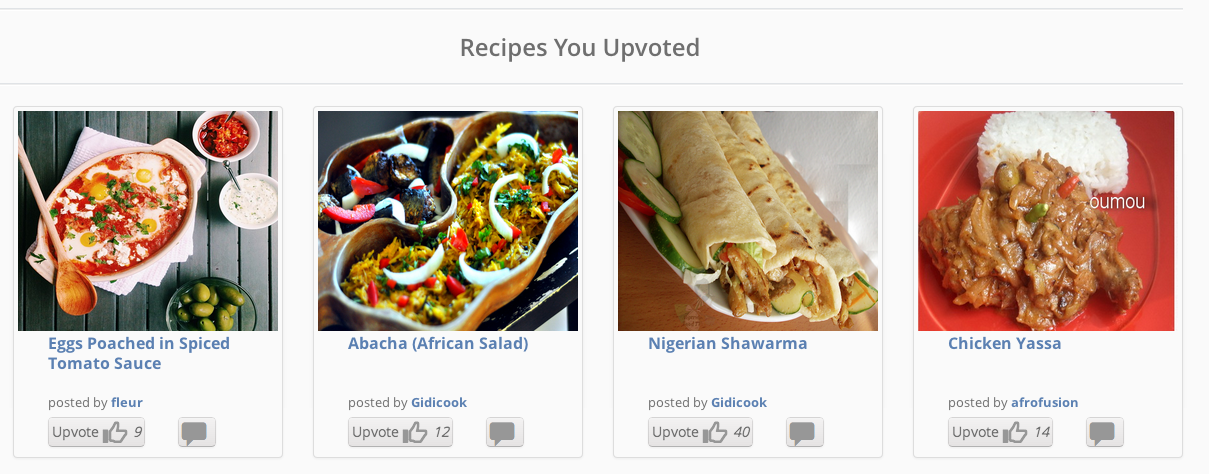 Recipes You Upvoted
oumou
Eggs Poached in Spiced
Tomato Sauce
posted by fleur
Upvote 9
Abacha (African Salad)
posted by Gidicook
Upvote 12
Nigerian Shawarma
posted by Gidicook
Upvote 40
Chicken Yassa
posted by afrofusion
Upvote 14